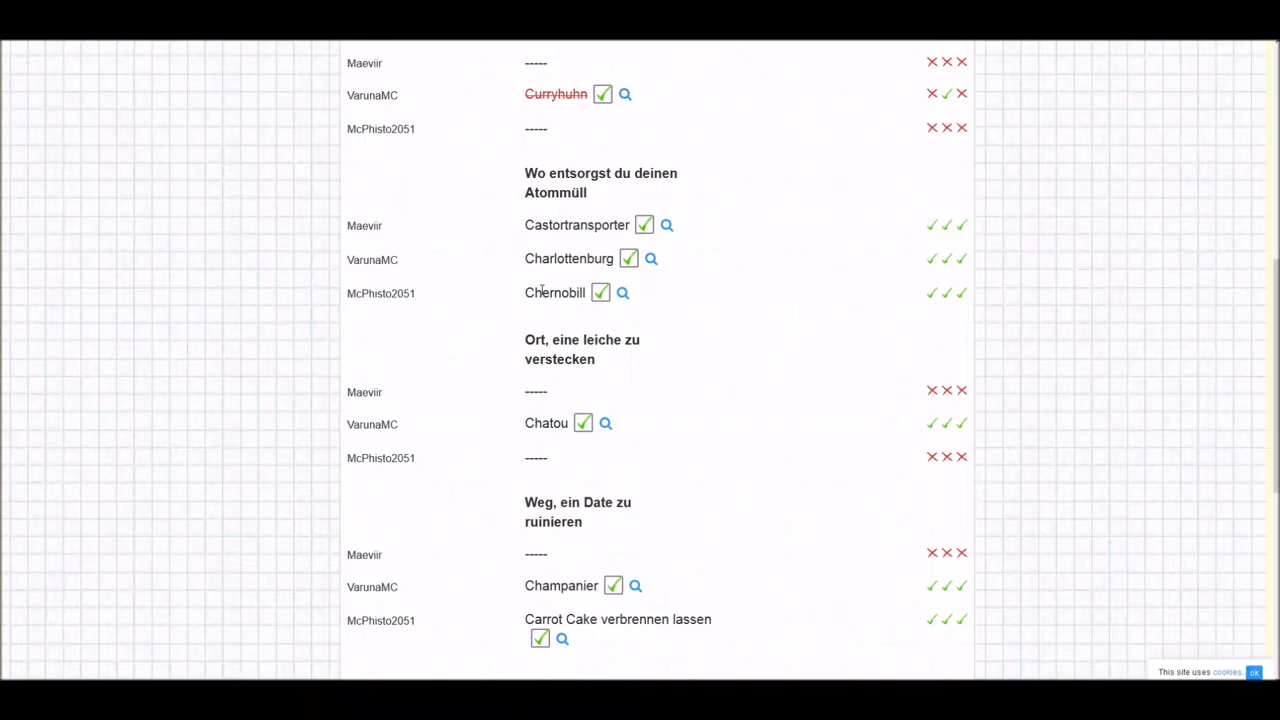 Maeviir -----
VarunaMC Curryhuhn
McPhisto2051 -----
Wo entsorgst du deinen
Atommüll
Maeviir Castortransporter
VarunaMC Charlottenburg
McPhisto2051 Chernobill
Ort, eine leiche zu
verstecken
Maeviir -----
VarunaMC Chatou
McPhisto2051 -----
Weg, ein Date zu
ruinieren
Maeviir -----
VarunaMC Champanier
McPhisto2051 Carrot Cake verbrennen lassen
This site uses cookies. ok